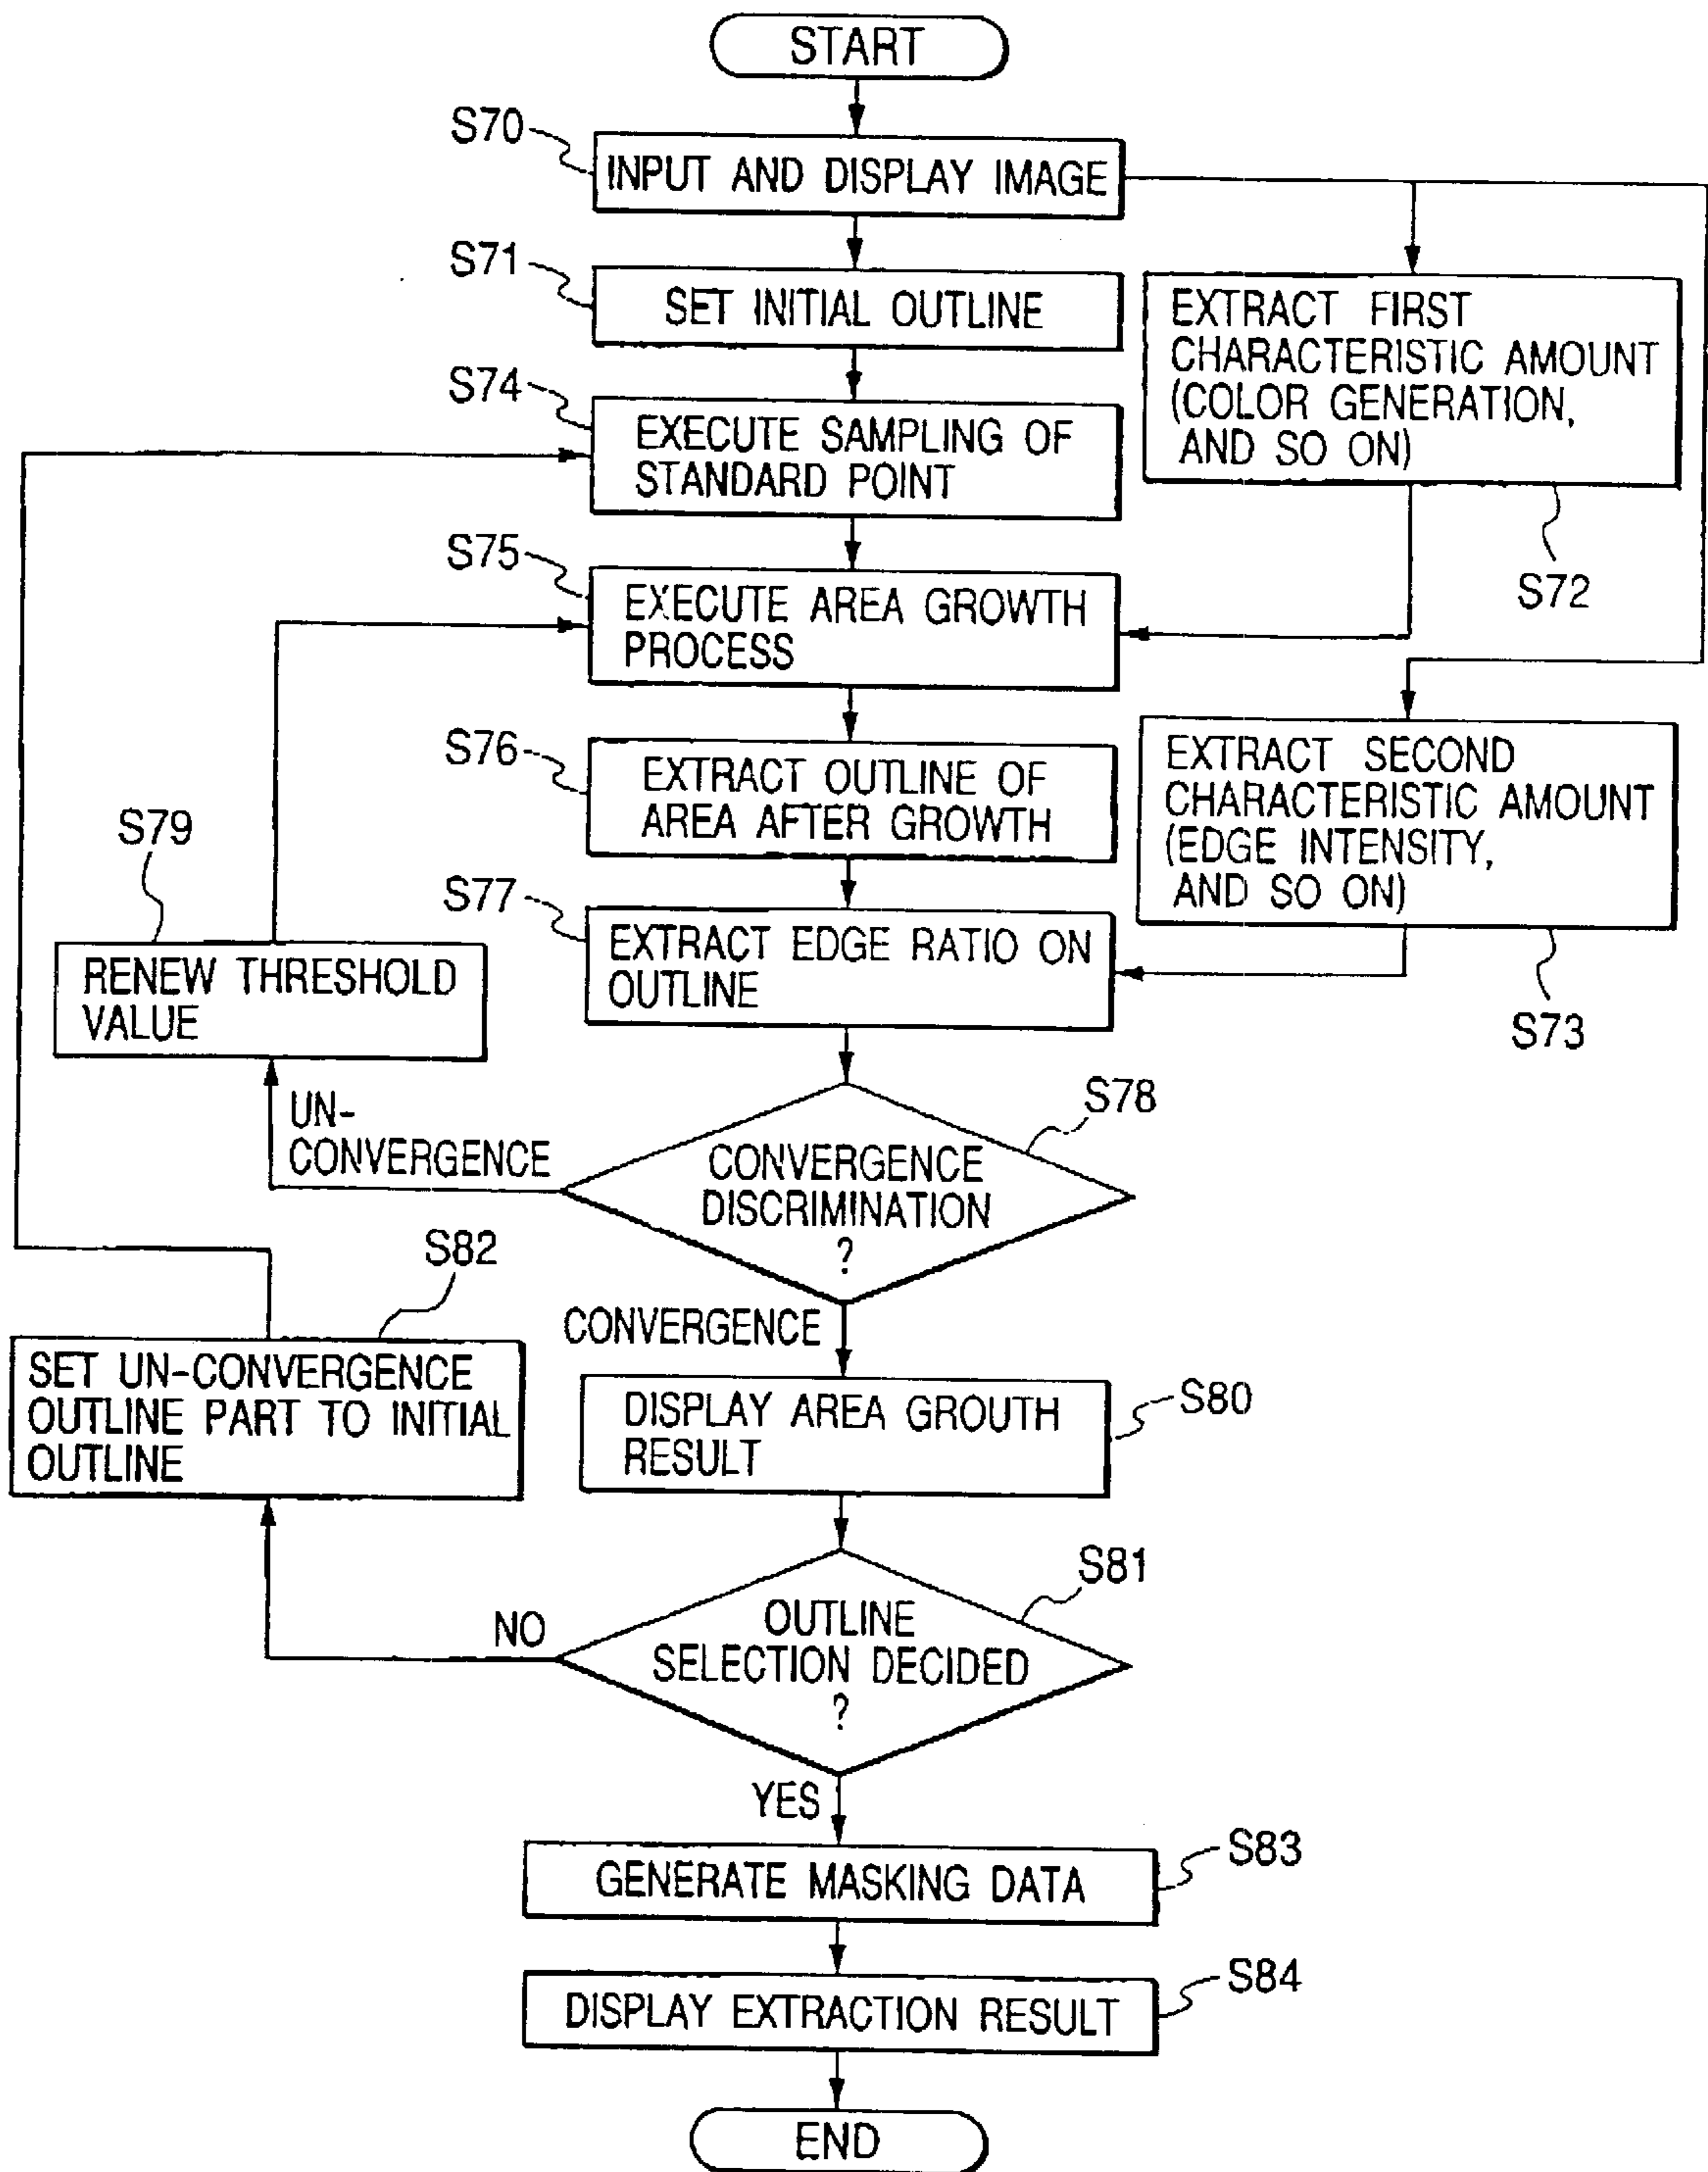 START
S70
INPUT AND DISPLAY IMAGE
S71
SET INITIAL OUTLINE
EXTRACT FIRST
CHARACTERISTIC AMOUNT
(COLOR GENERATION,
AND SO ON)
S72
S74
EXECUTE SAMPLING OF
STANDARD POINT
S75
EXECUTE AREA GROWTH
PROCESS
S76
EXTRACT OUTLINE OF
AREA AFTER GROWTH
EXTRACT SECOND
CHARACTERISTIC AMOUNT
(EDGE INTENSITY,
AND SO ON)
S73
S77
EXTRACT EDGE RATIO ON
OUTLINE
S79
RENEW THRESHOLD
VALUE
UN-
CONVERGENCE
S78
CONVERGENCE
DISCRIMINATION
?
CONVERGENCE
S82
SET UN-CONVERGENCE
OUTLINE PART TO INITIAL
OUTLINE
S80
DISPLAY AREA GROUTH
RESULT
S81
OUTLINE
SELECTION DECIDED
?
NO
YES
S83
GENERATE MASKING DATA
S84
DISPLAY EXTRACTION RESULT
END